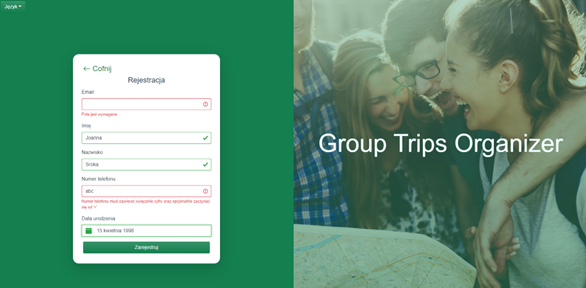 Język
Cofnij
Rejestracja
Email
Pole jest wymagane
Imię
Joanna
Nazwisko
Sroka
Numer telefonu
abc
Numer telefonu musi zawierać wyłącznie cyfry oraz opcjonalnie zaczynać
się od '+'
Data urodzenia
15 kwietnia 1998
Zarejestruj
Group Trips Organizer